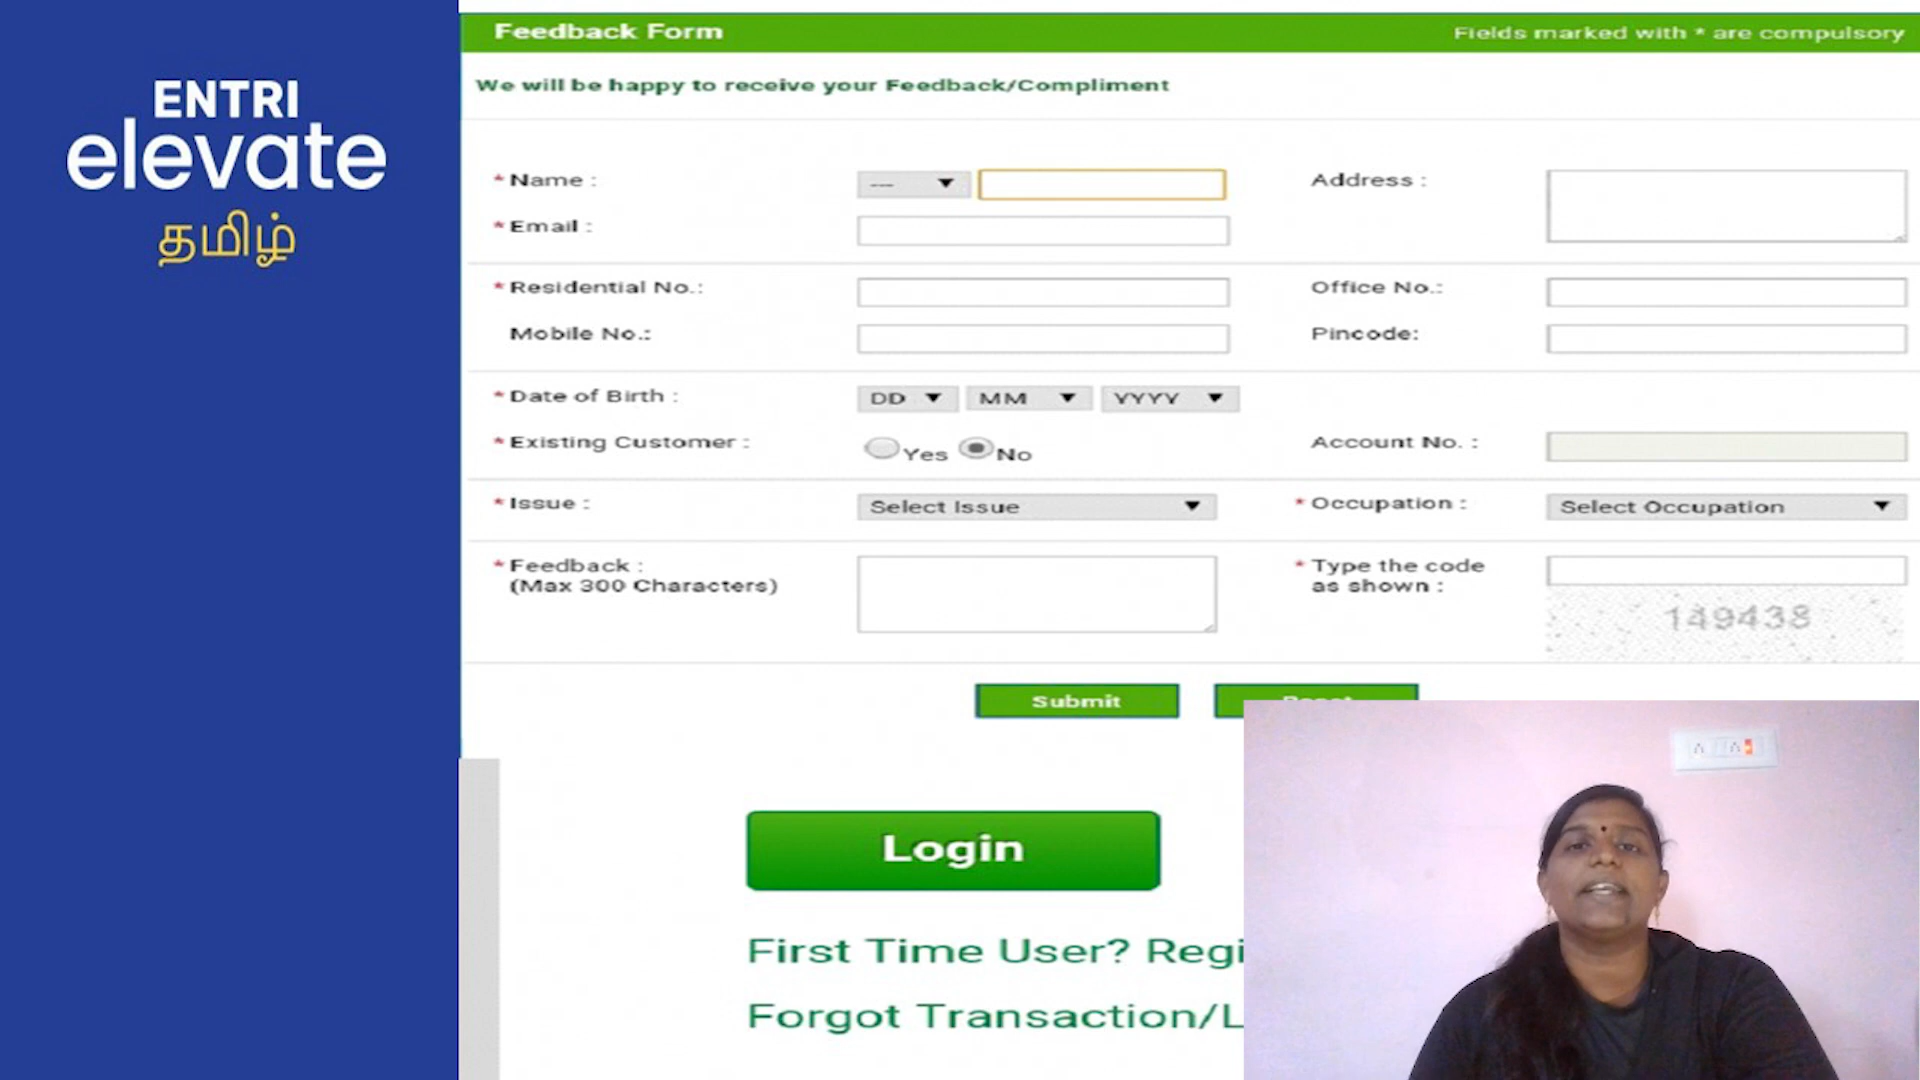 ENTRI
elevate
தமிழ்
Feedback Form
Fields marked with * are compulsory
We will be happy to receive your Feedback/Compliment
* Name :
---
Address :
* Email :
* Residential No.:
Office No.:
Mobile No.:
Pincode:
* Date of Birth :
DD
MM
YYYY
* Existing Customer :
Yes
No
Account No. :
* Issue :
Select Issue
* Occupation :
Select Occupation
* Feedback :
(Max 300 Characters)
* Type the code
as shown :
149438
Submit
Login
First Time User? Regi
Forgot Transaction/L